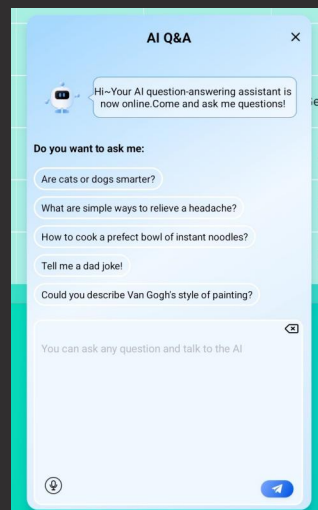 AI Q&A
Hi~Your AI question-answering assistant is
now online.Come and ask me questions!
Do you want to ask me:
Are cats or dogs smarter?
What are simple ways to relieve a headache?
How to cook a prefect bowl of instant noodles?
Tell me a dad joke!
Could you describe Van Gogh's style of painting?
You can ask any question and talk to the AI